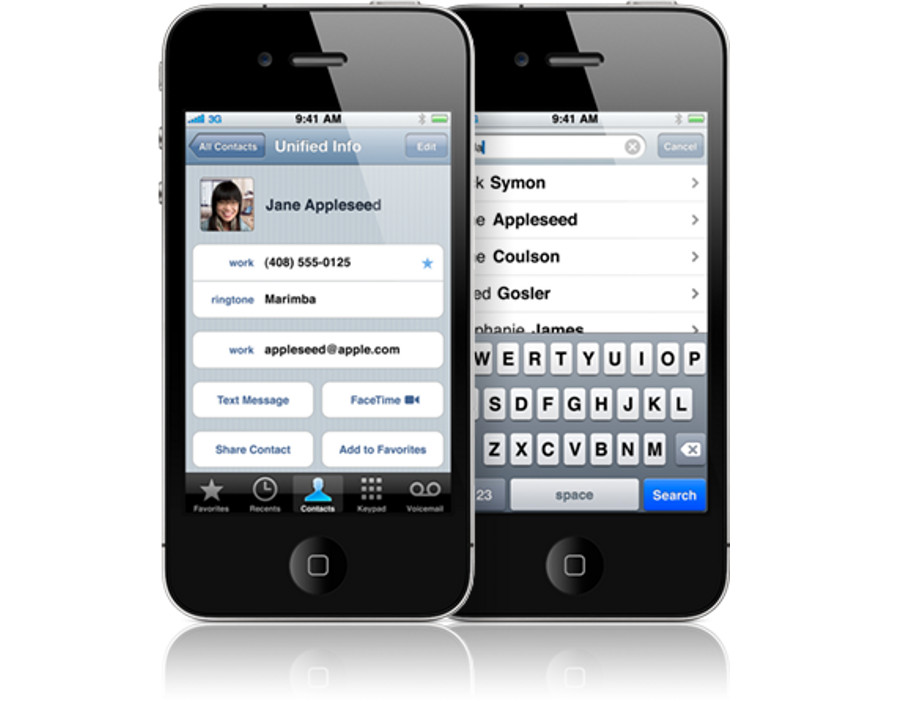 3G 9:41 AM
All Contacts Unified Info Edit
Jane Appleseed
work (408) 555-0125
ringtone Marimba
work appleseed@apple.com
Text Message FaceTime
Share Contact Add to Favorites
Favorites Recents Contacts Keypad Voicemail
9:41 AM
Cancel
k Symon
e Appleseed
e Coulson
ed Gosler
phanie James
W E R T Y U I O P
S D F G H J K L
Z X C V B N M
23 space Search